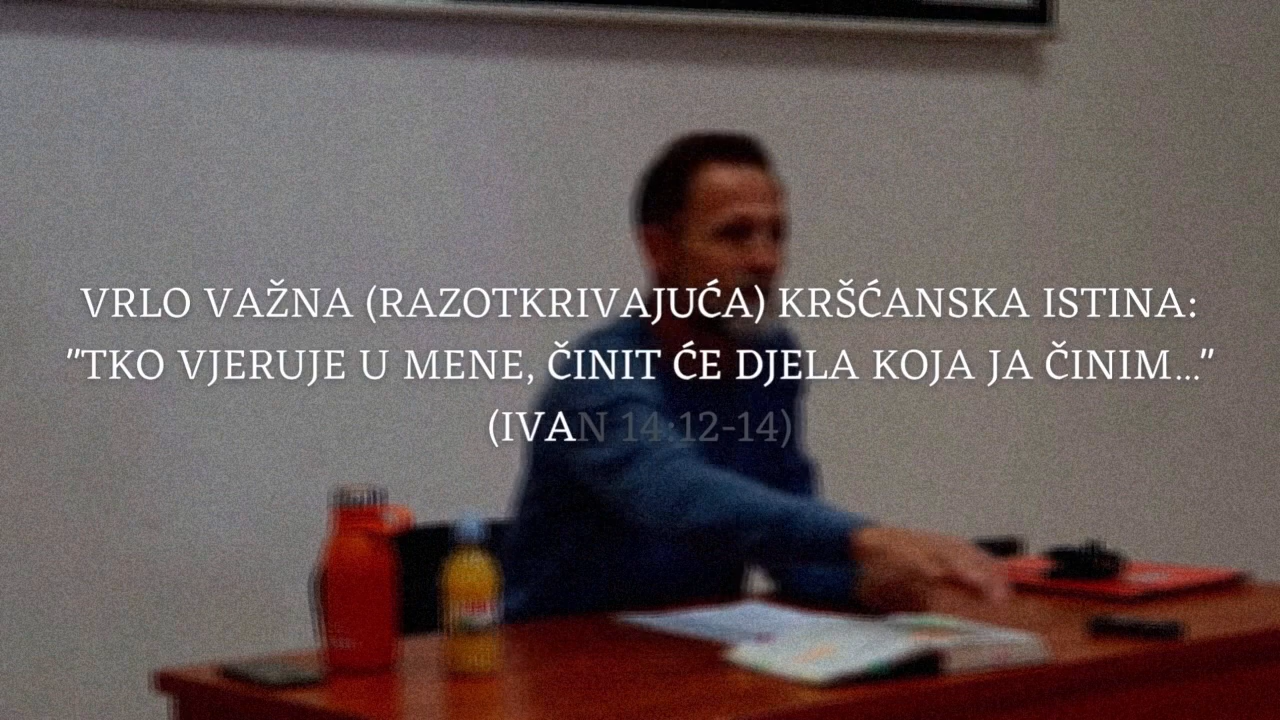 VRLO VAŽNA (RAZOTKRIVAJUĆA) KRŠĆANSKA ISTINA:
"TKO VJERUJE U MENE, ČINIT ĆE DJELA KOJA JA ČINIM..."
(IVAN 14:12-14)